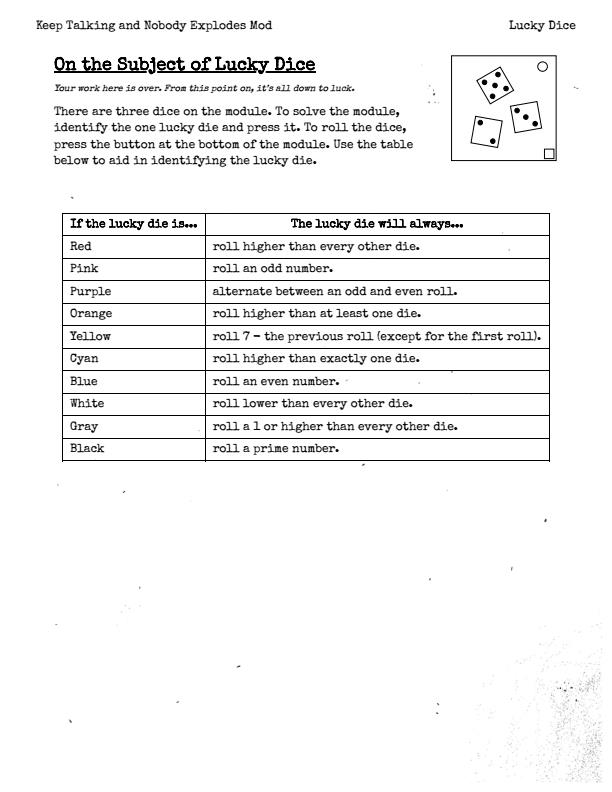 Keep Talking and Nobody Explodes Mod Lucky Dice
On the Subject of Lucky Dice
Your work here is over. From this point on, it's all down to luck.
There are three dice on the module. To solve the module,
identify the one lucky die and press it. To roll the dice,
press the button at the bottom of the module. Use the table
below to aid in identifying the lucky die.
If the lucky die is... The lucky die will always...
Red roll higher than every other die.
Pink roll an odd number.
Purple alternate between an odd and even roll.
Orange roll higher than at least one die.
Yellow roll 7 - the previous roll (except for the first roll).
Cyan roll higher than exactly one die.
Blue roll an even number.
White roll lower than every other die.
Gray roll a 1 or higher than every other die.
Black roll a prime number.